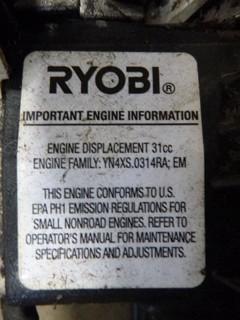 RYOBI®
IMPORTANT ENGINE INFORMATION
ENGINE DISPLACEMENT 31cc
ENGINE FAMILY: YN4XS.0314RA; EM
THIS ENGINE CONFORMS TO U.S.
EPA PH1 EMISSION REGULATIONS FOR
SMALL NONROAD ENGINES. REFER TO
OPERATOR'S MANUAL FOR MAINTENANCE
SPECIFICATIONS AND ADJUSTMENTS.